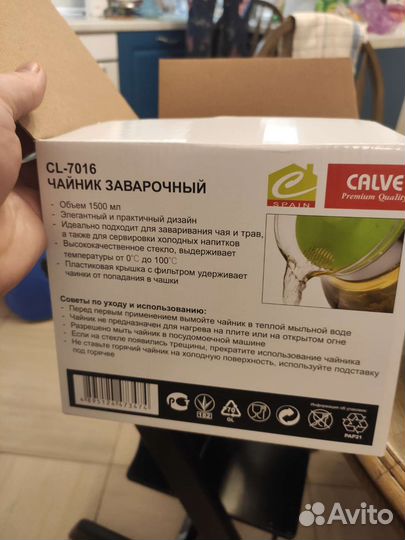 CL-7016
ЧАЙНИК ЗАВАРОЧНЫЙ
- Объем 1500 мл
- Элегантный и практичный дизайн
- Идеально подходит для заваривания чая и трав,
а также для сервировки холодных напитков
- Высококачественное стекло, выдерживает
температуры от 0°C до 100°C
- Пластиковая крышка с фильтром удерживает
чаинки от попадания в чашки
SPAIN
CALVE
Premium Quality
Советы по уходу и использованию:
- Перед первым применением вымойте чайник в теплой мыльной воде
- Чайник не предназначен для нагрева на плите или на открытом огне
- Разрешено мыть чайник в посудомоечной машине
- Если на стекле появились трещины, прекратите использование чайника
- Не ставьте горячий чайник на холодную поверхность, используйте подставку
под горячее
70
GL
PAP21
Avito